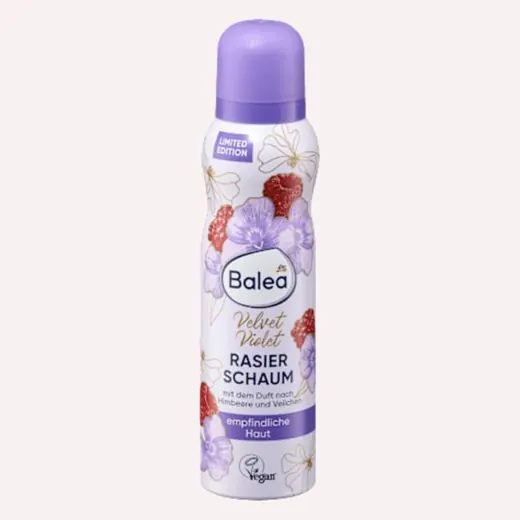 LIMITED
EDITION
Balea
Velvet
Violet
RASIER
SCHAUM
mit dem Duft nach
Himbeere und Veilchen
empfindliche
Haut
Vegan